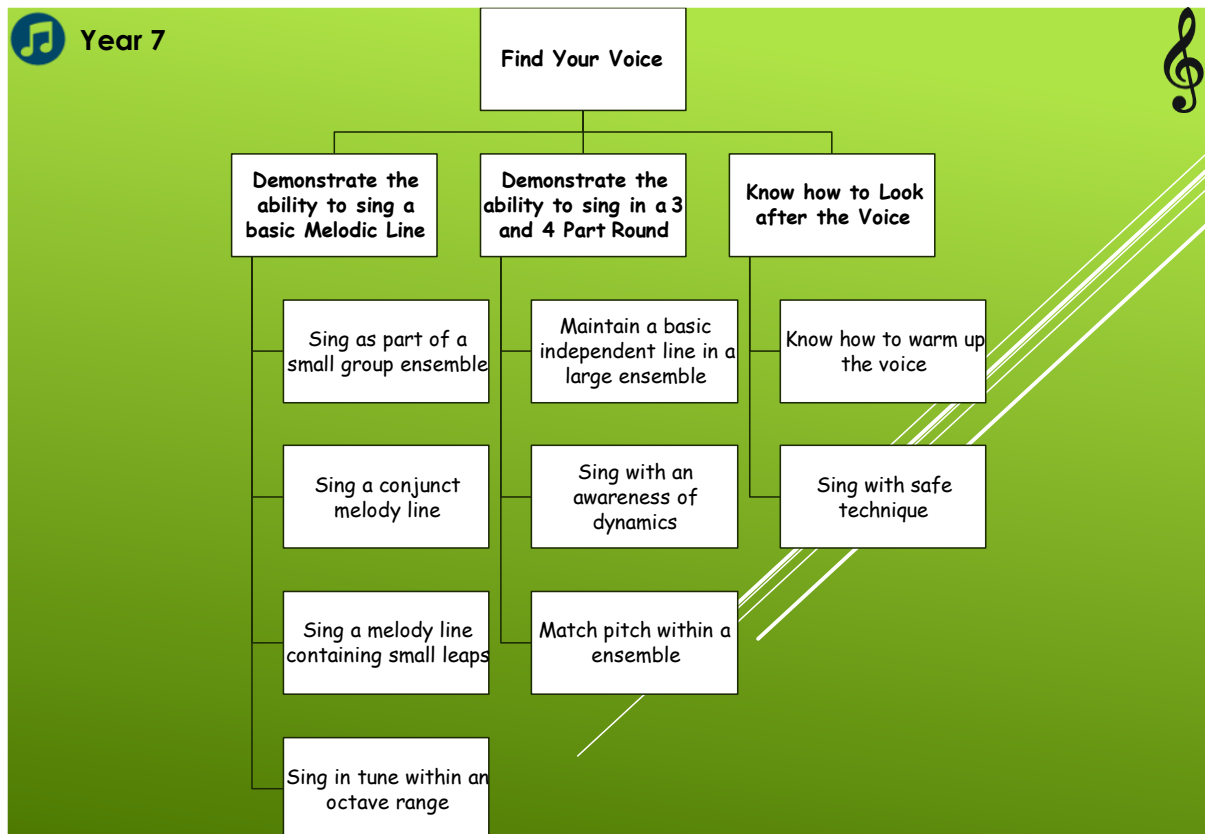 Year 7
Find Your Voice
Demonstrate the
ability to sing a
basic Melodic Line
Sing as part of a
small group ensemble
Sing a conjunct
melody line
Sing a melody line
containing small leaps
Sing in tune within an
octave range
Demonstrate the
ability to sing in a 3
and 4 Part Round
Maintain a basic
independent line in a
large ensemble
Sing with an
awareness of
dynamics
Match pitch within a
ensemble
Know how to Look
after the Voice
Know how to warm up
the voice
Sing with safe
technique